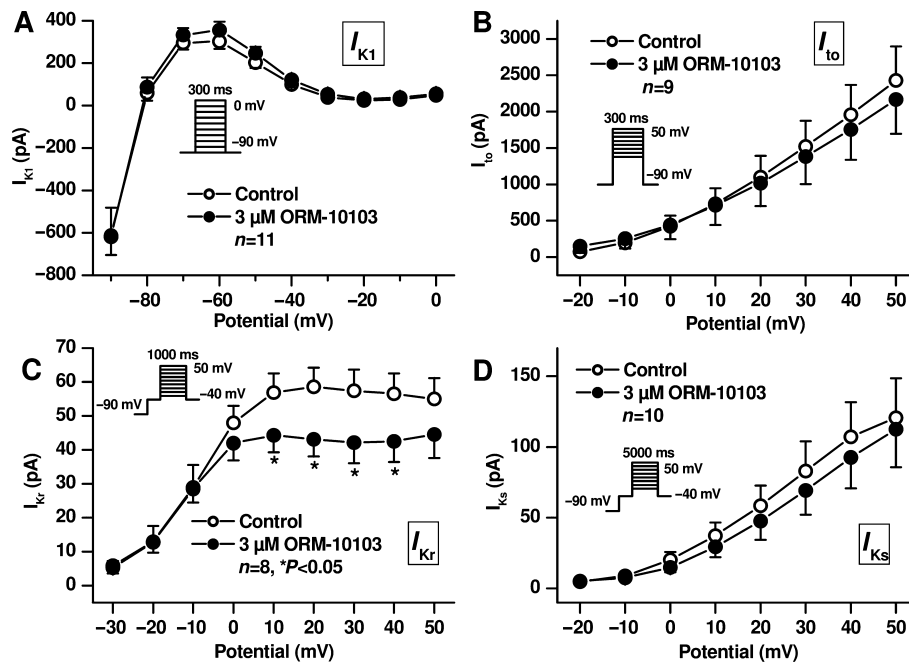 A
400
200
0
−200
−400
−600
−800
I_K1 (pA)
I_K1
300 ms
0 mV
−90 mV
Control
3 µM ORM-10103
n=11
−80 −60 −40 −20 0
Potential (mV)
B
3000
2500
2000
1500
1000
500
0
I_to (pA)
Control
3 µM ORM-10103
n=9
I_to
300 ms
50 mV
−90 mV
−20 −10 0 10 20 30 40 50
Potential (mV)
C
70
60
50
40
30
20
10
0
I_Kr (pA)
1000 ms
50 mV
−90 mV
−40 mV
* * * *
Control
3 µM ORM-10103
n=8, *P<0.05
I_Kr
−30 −20 −10 0 10 20 30 40 50
Potential (mV)
D
150
100
50
0
I_Ks (pA)
Control
3 µM ORM-10103
n=10
5000 ms
50 mV
−90 mV
−40 mV
I_Ks
−20 −10 0 10 20 30 40 50
Potential (mV)